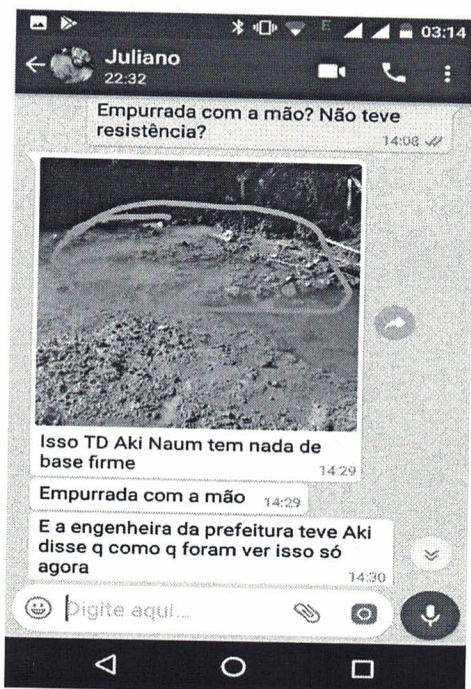 03:14
Juliano
22:32
Empurrada com a mão? Não teve
resistência?
14:08
Isso TD Aki Naum tem nada de
base firme
14:29
Empurrada com a mão 14:29
E a engenheira da prefeitura teve Aki
disse q como q foram ver isso só
agora
14:30
Digite aqui...